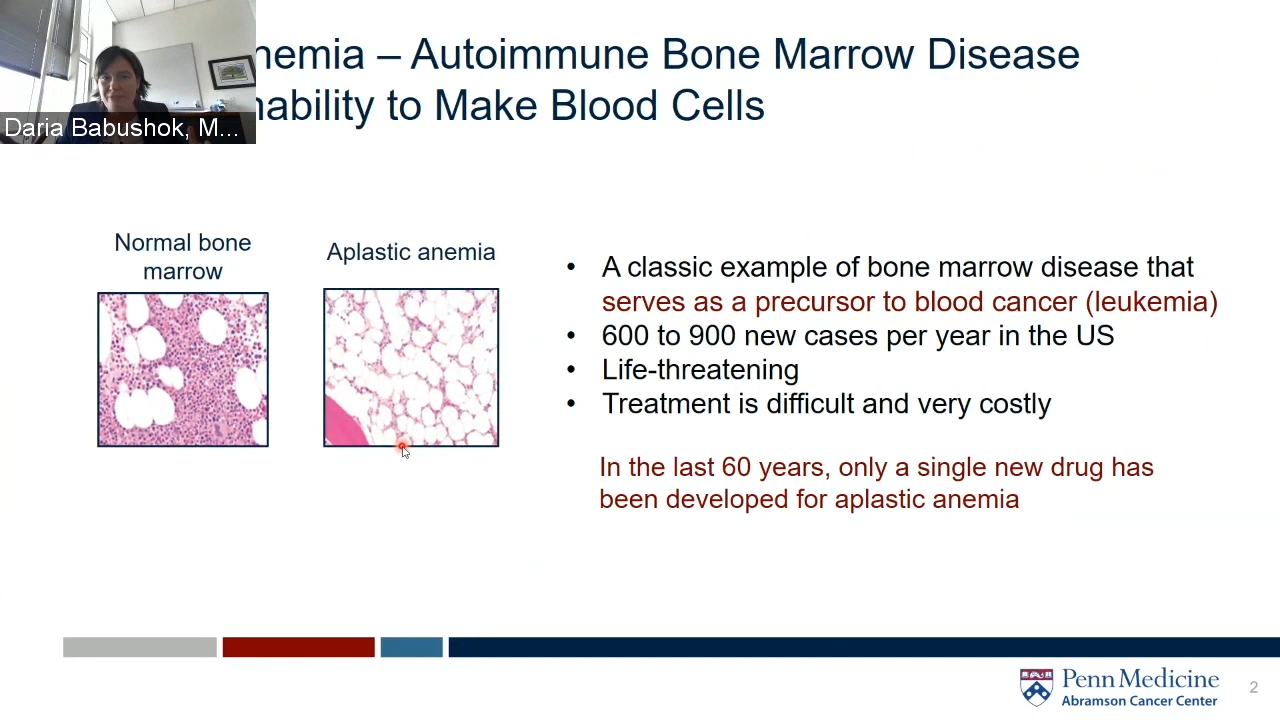 nemia – Autoimmune Bone Marrow Disease
nability to Make Blood Cells
Daria Babushok, M...
Normal bone
marrow
Aplastic anemia
• A classic example of bone marrow disease that
serves as a precursor to blood cancer (leukemia)
• 600 to 900 new cases per year in the US
• Life-threatening
• Treatment is difficult and very costly
In the last 60 years, only a single new drug has
been developed for aplastic anemia
Penn Medicine
Abramson Cancer Center
2